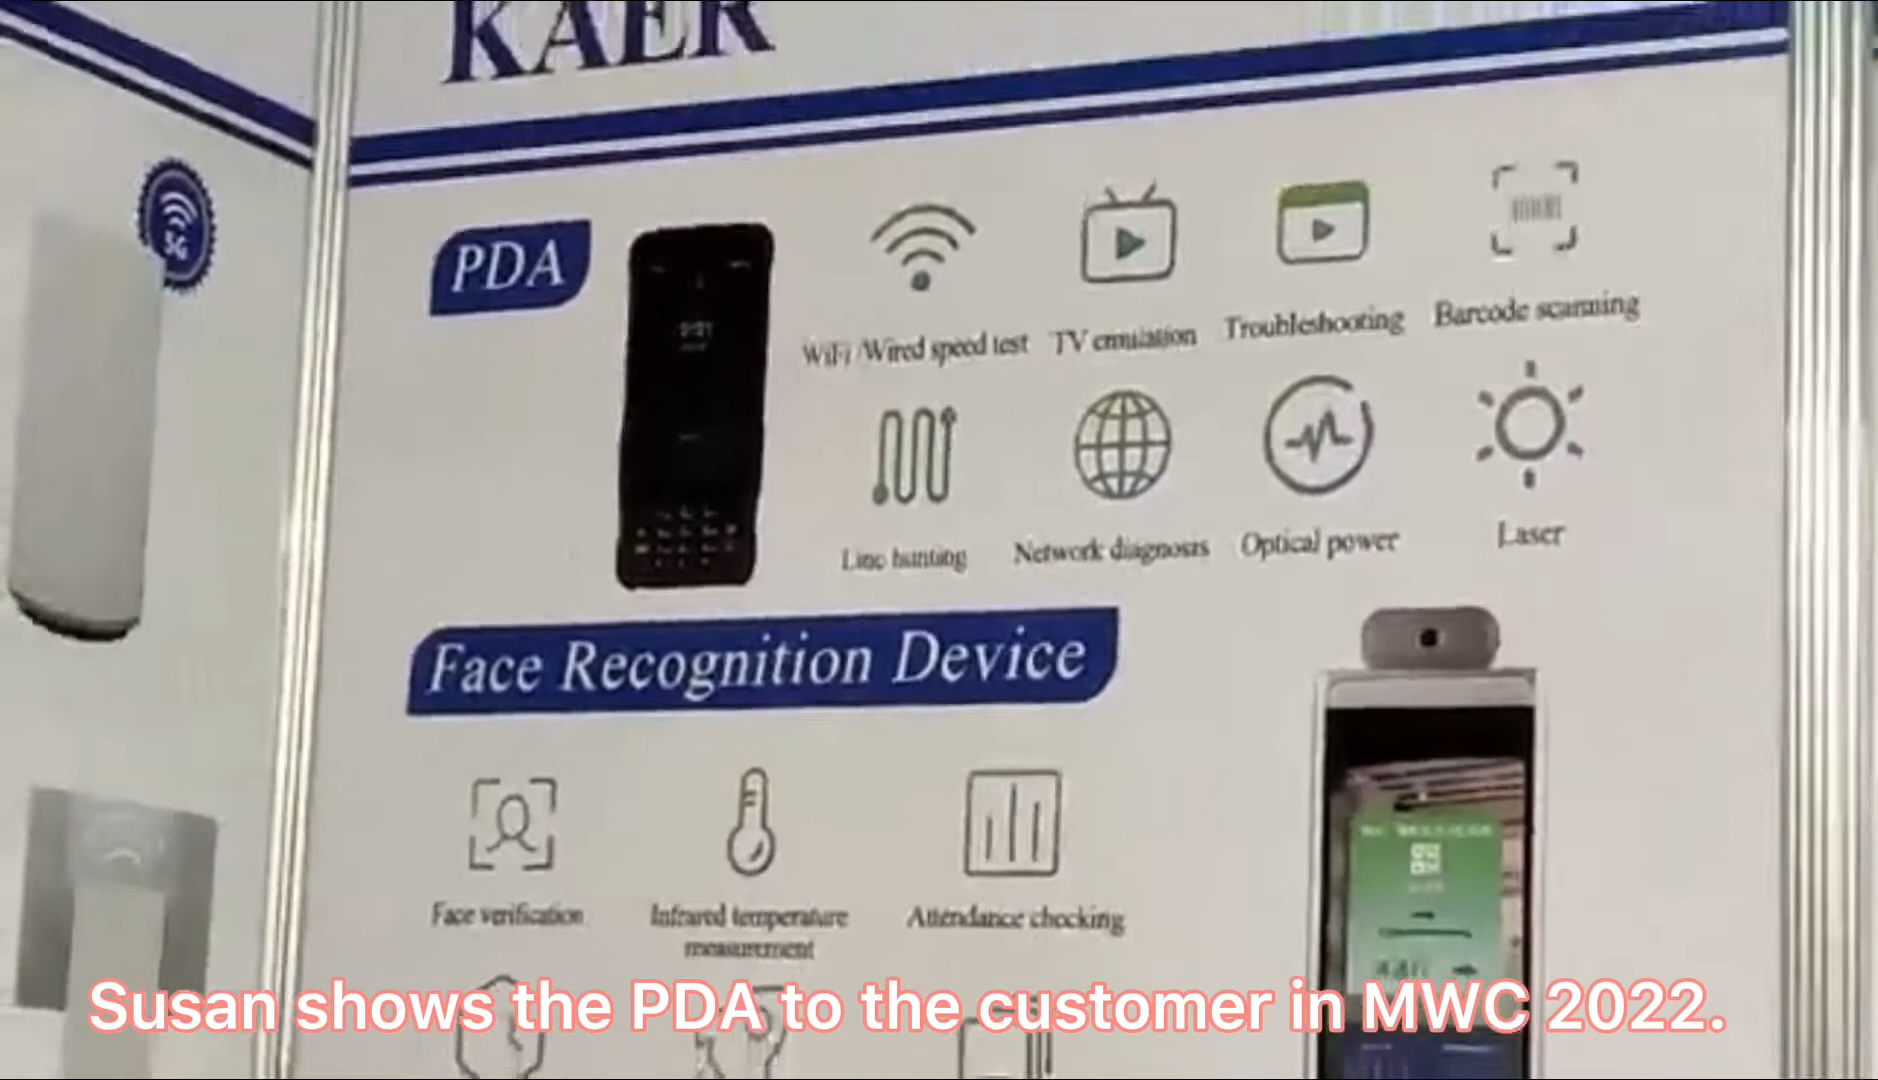 KAER
5G
PDA
WiFi/Wired speed test
TV emulation
Troubleshooting
Barcode scanning
Line hunting
Network diagnosis
Optical power
Laser
Face Recognition Device
Face verification
Infrared temperature
measurement
Attendance checking
Susan shows the PDA to the customer in MWC 2022.